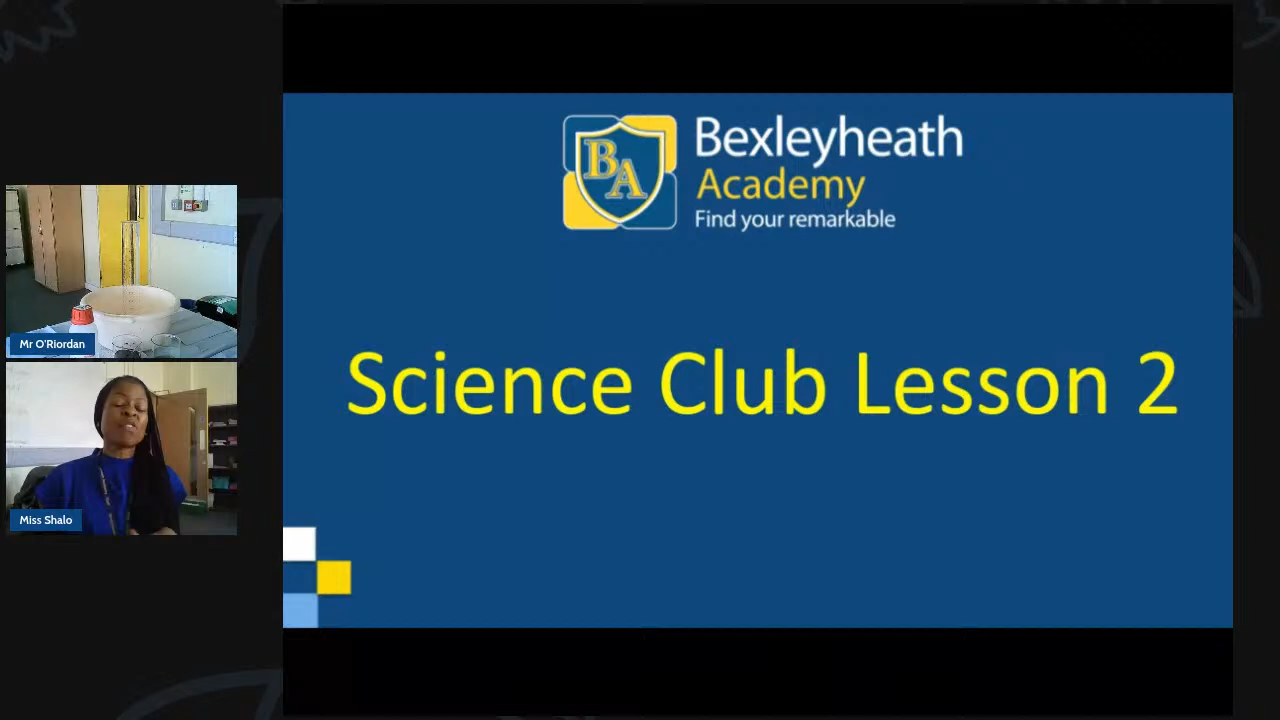 Bexleyheath
Academy
Find your remarkable
BA
Science Club Lesson 2
Mr O'Riordan
Miss Shalo